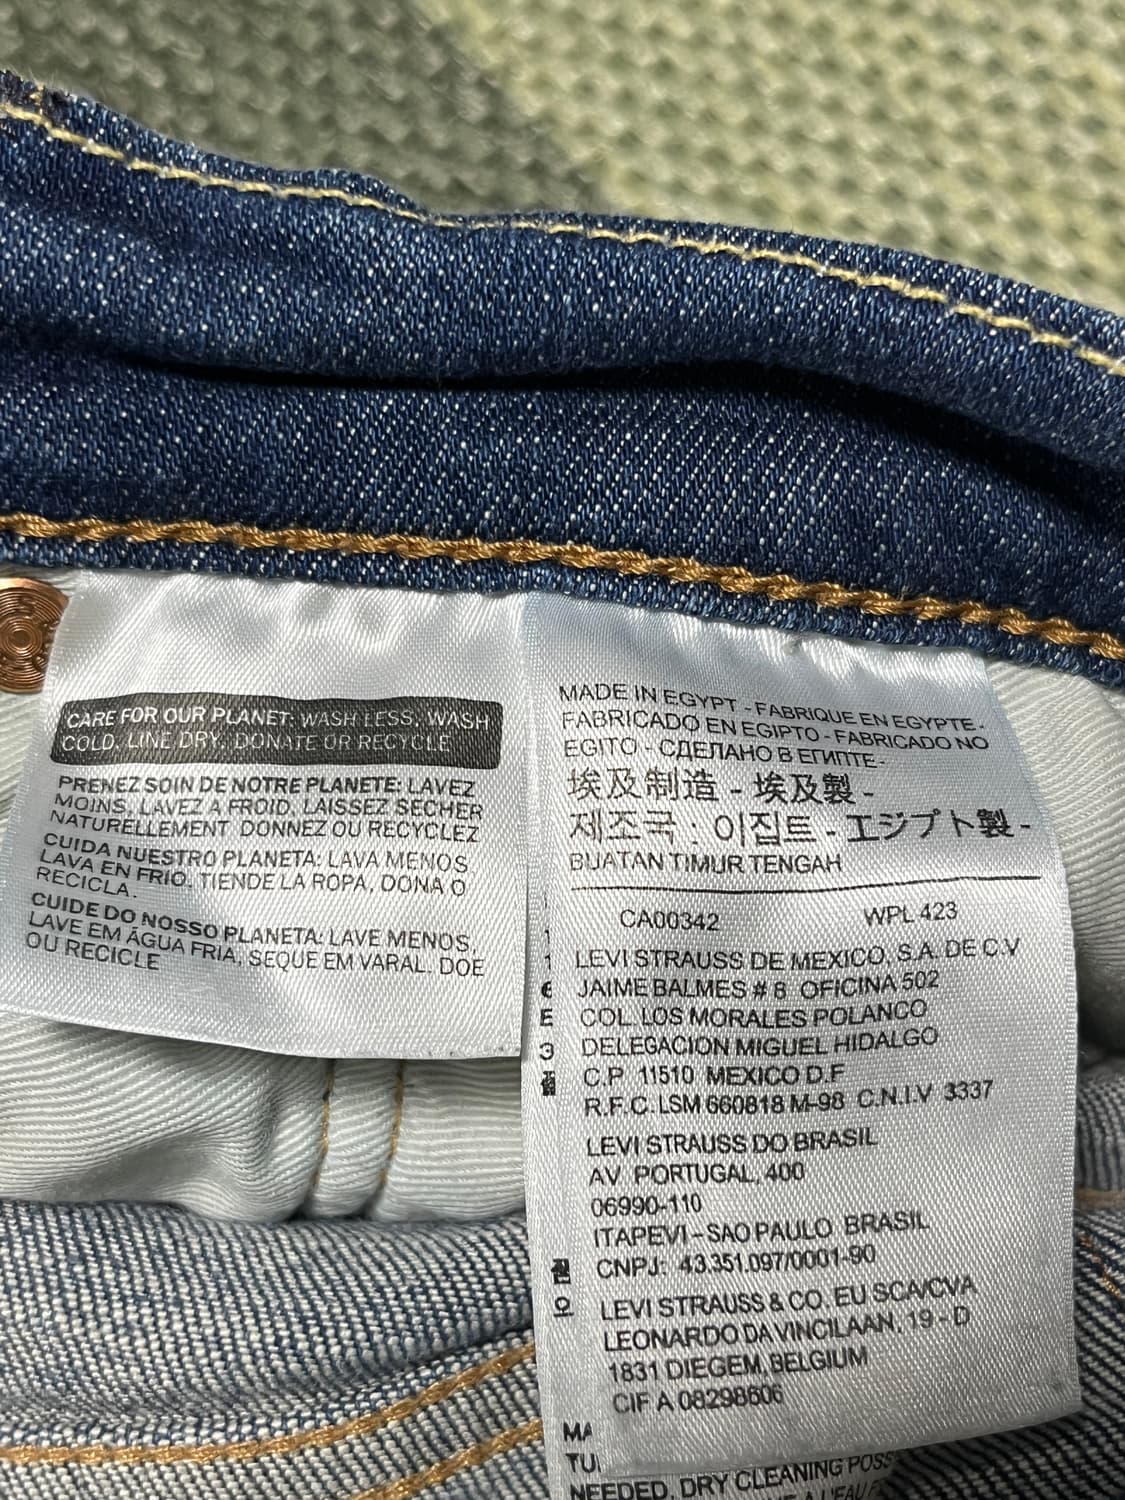 CARE FOR OUR PLANET: WASH LESS, WASH
COLD, LINE DRY, DONATE OR RECYCLE
PRENEZ SOIN DE NOTRE PLANETE: LAVEZ
MOINS, LAVEZ A FROID, LAISSEZ SECHER
NATURELLEMENT DONNEZ OU RECYCLEZ
CUIDA NUESTRO PLANETA: LAVA MENOS
LAVA EN FRIO, TIENDE LA ROPA, DONA O
RECICLA.
CUIDE DO NOSSO PLANETA: LAVE MENOS,
LAVE EM ÁGUA FRIA, SEQUE EM VARAL. DOE
OU RECICLE
MADE IN EGYPT - FABRIQUE EN EGYPTE -
FABRICADO EN EGIPTO - FABRICADO NO
EGITO - СДЕЛАНО В ЕГИПТЕ -
埃及制造 - 埃及製 -
제조국 : 이집트 - エジプト製 -
BUATAN TIMUR TENGAH
CA00342 WPL 423
LEVI STRAUSS DE MEXICO, S.A. DE C.V
JAIME BALMES # 8 OFICINA 502
COL. LOS MORALES POLANCO
DELEGACION MIGUEL HIDALGO
C.P 11510 MEXICO D.F
R.F.C. LSM 660818 M-98 C.N.I.V 3337
LEVI STRAUSS DO BRASIL
AV PORTUGAL, 400
06990-110
ITAPEVI - SAO PAULO BRASIL
CNPJ: 43.351.097/0001-90
LEVI STRAUSS & CO. EU SCA/CVA
LEONARDO DA VINCILAAN, 19 - D
1831 DIEGEM, BELGIUM
CIF A 08298606
NEEDED, DRY CLEANING